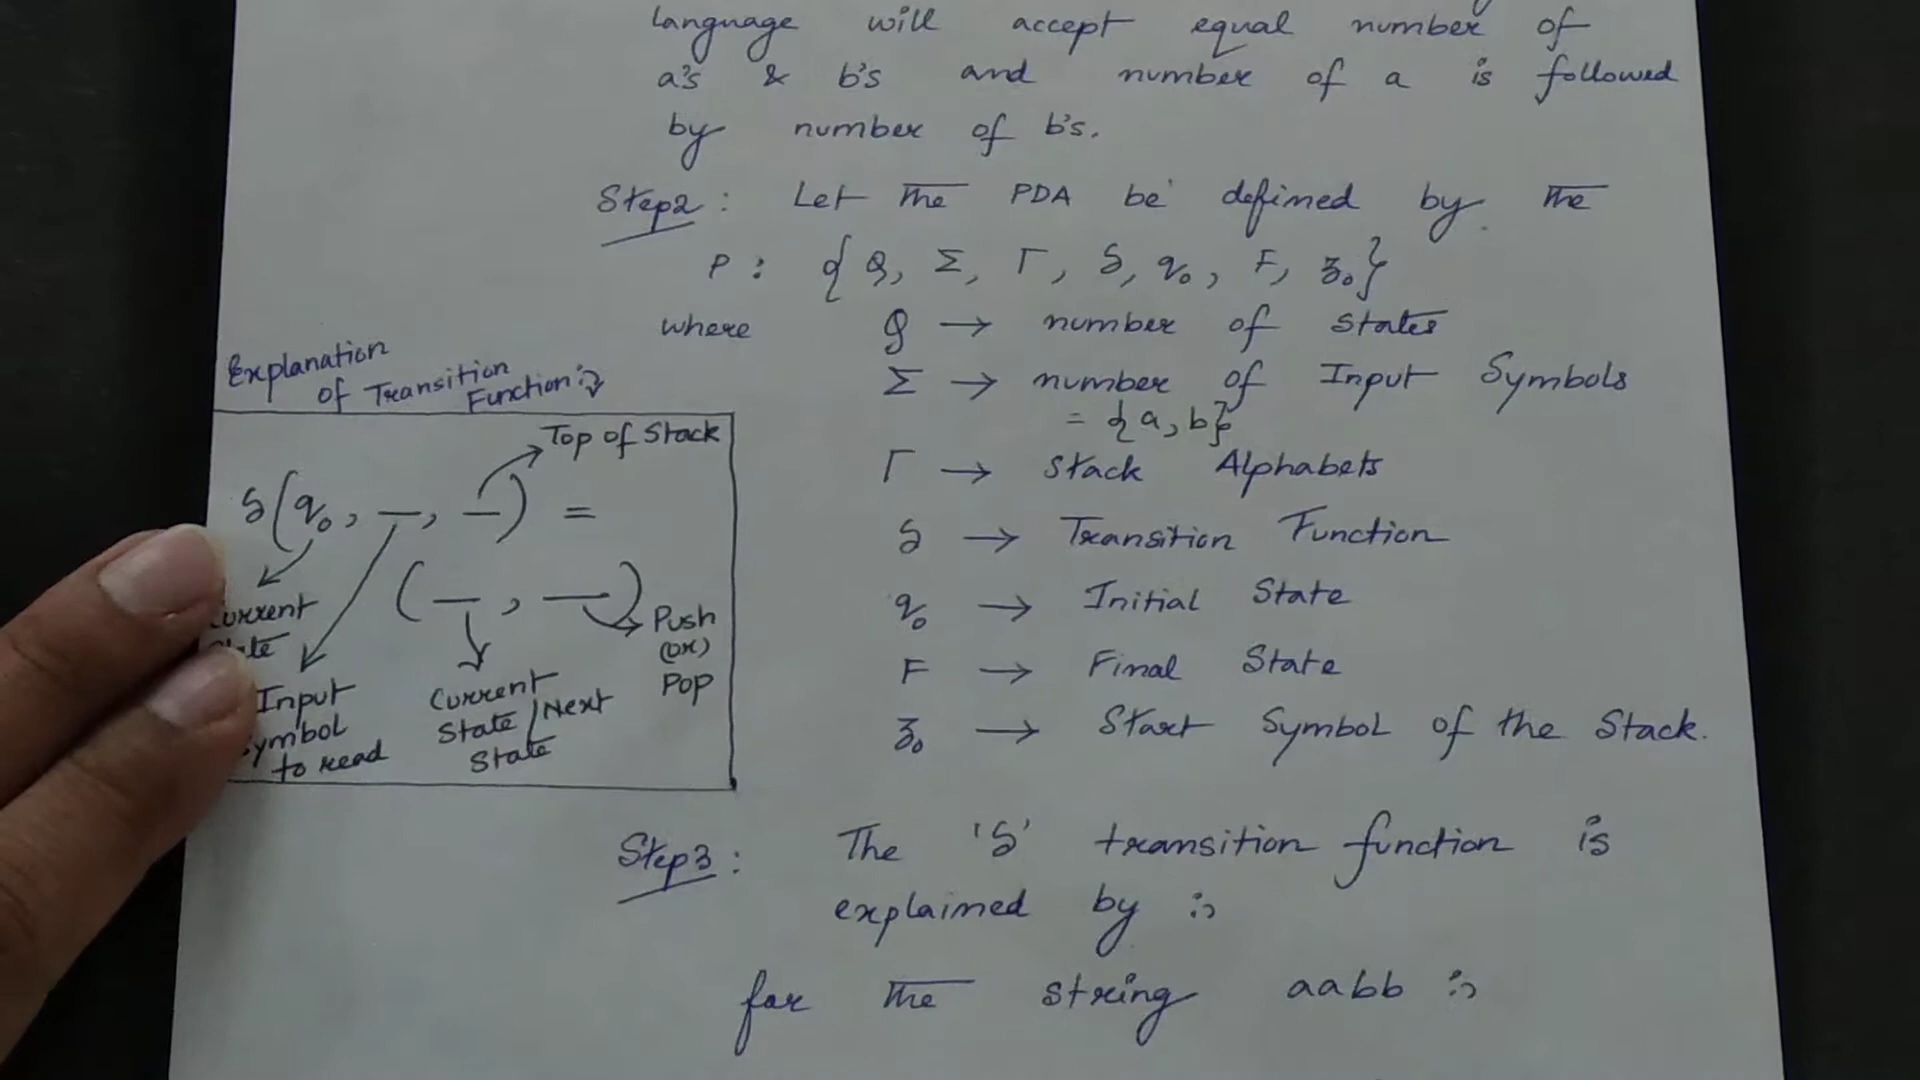 language will accept equal number of
a's & b's and number of a is followed
by number of b's.
Step2: Let the PDA be defined by the
P: {Q, Σ, Γ, δ, q₀, F, z₀}
where Q → number of States
Σ → number of Input Symbols
= {a, b}
Γ → Stack Alphabets
δ → Transition Function
q₀ → Initial State
F → Final State
z₀ → Start Symbol of the Stack.
Explanation
of Transition
Function:→
Top of Stack
δ(q₀, —, —) =
(—, —)
Current
State
Input
Symbol
to read
Current
State / Next
State
Push
(or)
Pop
Step3: The 'δ' transition function is
explained by :→
for the string aabb :→